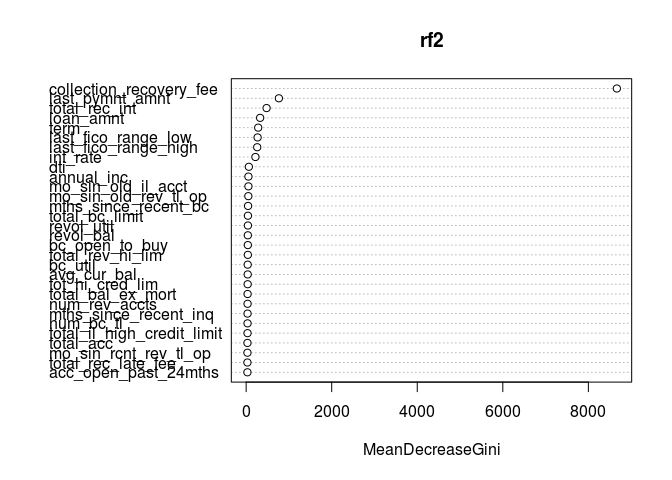 rf2
collection_recovery_fee
last_pymnt_amnt
total_rec_int
loan_amnt
term
last_fico_range_low
last_fico_range_high
int_rate
dti
annual_inc
mo_sin_old_il_acct
mo_sin_old_rev_tl_op
mths_since_recent_bc
total_bc_limit
revol_util
revol_bal
bc_open_to_buy
total_rev_hi_lim
bc_util
avg_cur_bal
tot_hi_cred_lim
total_bal_ex_mort
num_rev_accts
mths_since_recent_inq
num_bc_tl
total_il_high_credit_limit
total_acc
mo_sin_rcnt_rev_tl_op
total_rec_late_fee
acc_open_past_24mths
0 2000 4000 6000 8000
MeanDecreaseGini